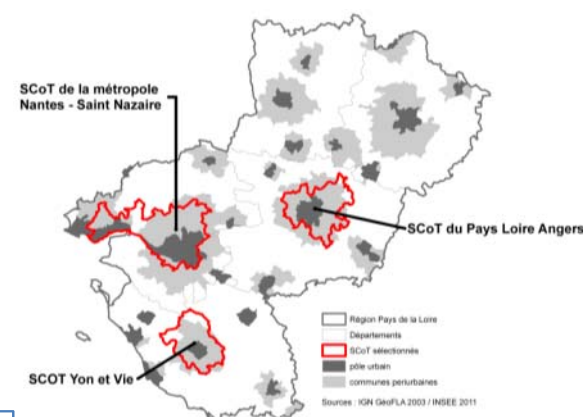 SCoT de la métropole
Nantes - Saint Nazaire
SCoT du Pays Loire Angers
SCOT Yon et Vie
Région Pays de la Loire
Départements
SCoT sélectionnés
pôle urbain
communes periurbaines
Sources : IGN GéoFLA 2003 / INSEE 2011